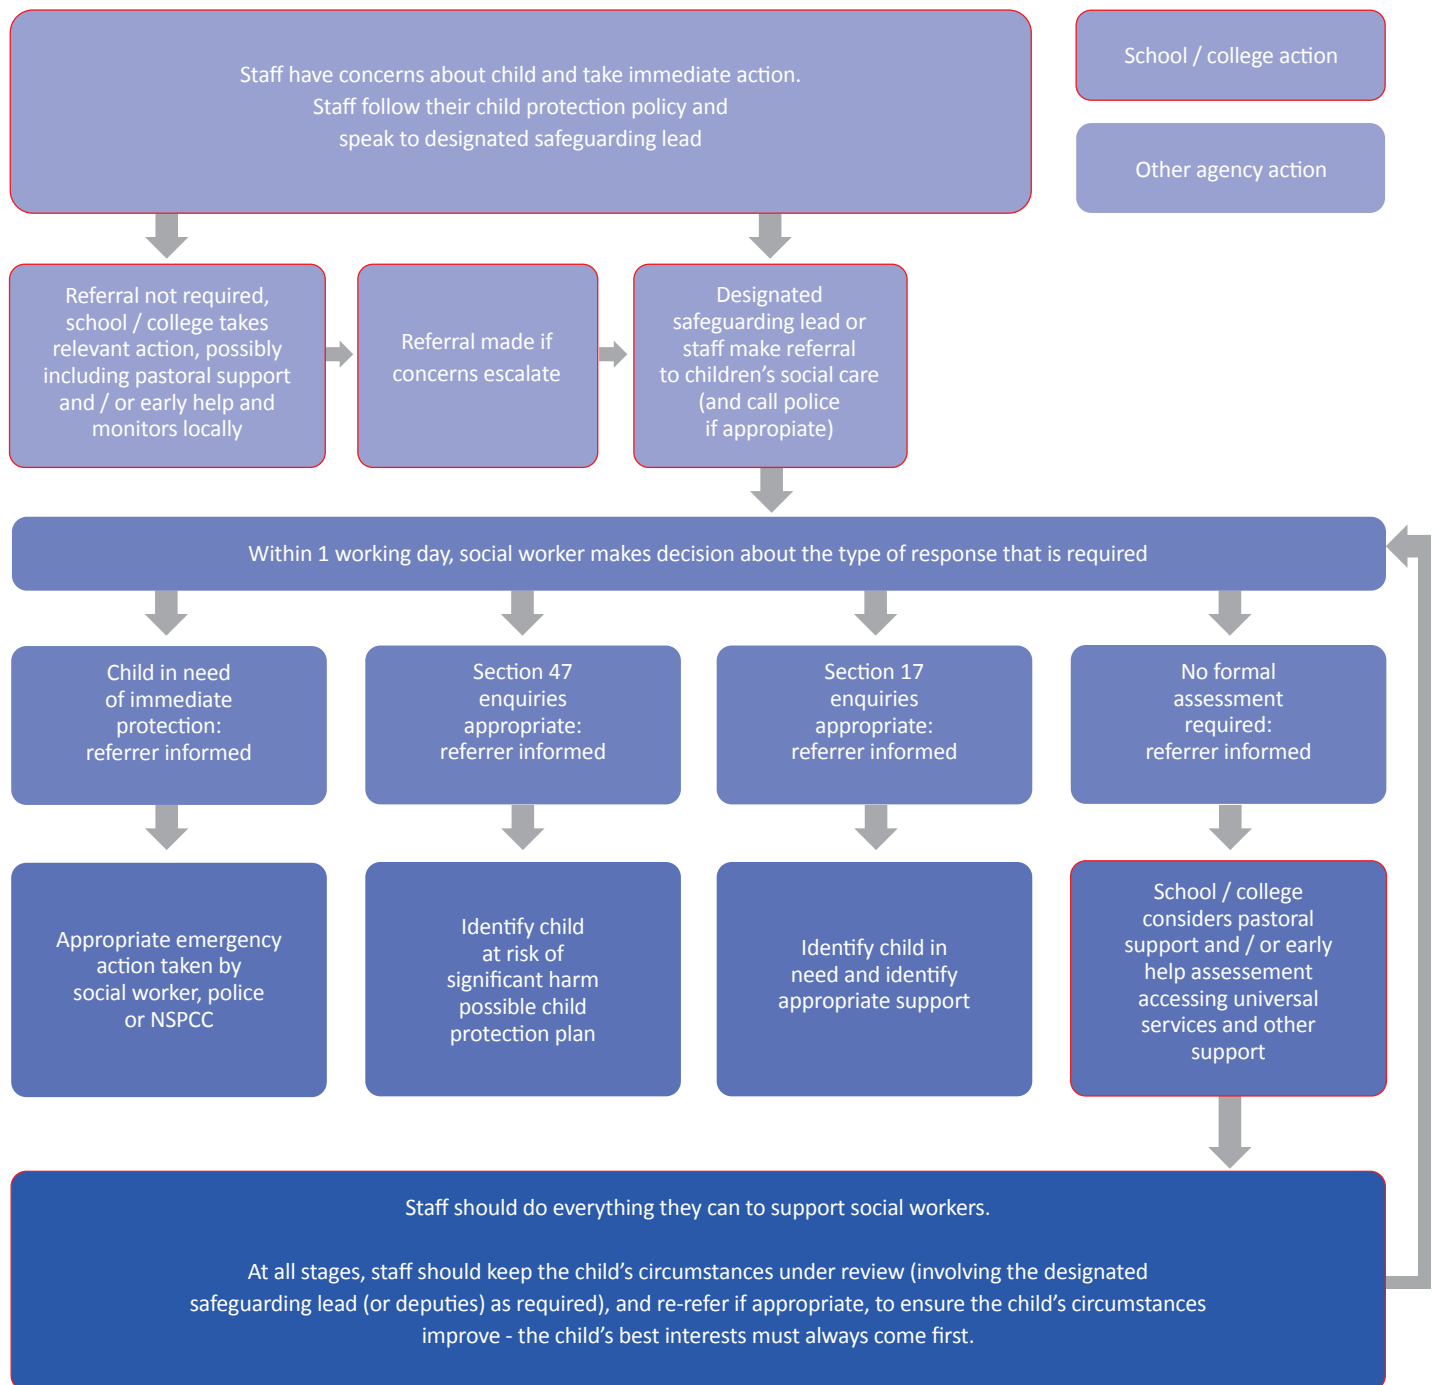 Staff have concerns about child and take immediate action.
Staff follow their child protection policy and
speak to designated safeguarding lead
School / college action
Other agency action
Referral not required,
school / college takes
relevant action, possibly
including pastoral support
and / or early help and
monitors locally
Referral made if
concerns escalate
Designated
safeguarding lead or
staff make referral
to children’s social care
(and call police
if appropiate)
Within 1 working day, social worker makes decision about the type of response that is required
Child in need
of immediate
protection:
referrer informed
Section 47
enquiries
appropriate:
referrer informed
Section 17
enquiries
appropriate:
referrer informed
No formal
assessment
required:
referrer informed
Appropriate emergency
action taken by
social worker, police
or NSPCC
Identify child
at risk of
significant harm
possible child
protection plan
Identify child in
need and identify
appropriate support
School / college
considers pastoral
support and / or early
help assessement
accessing universal
services and other
support
Staff should do everything they can to support social workers.
At all stages, staff should keep the child’s circumstances under review (involving the designated
safeguarding lead (or deputies) as required), and re-refer if appropriate, to ensure the child’s circumstances
improve - the child’s best interests must always come first.